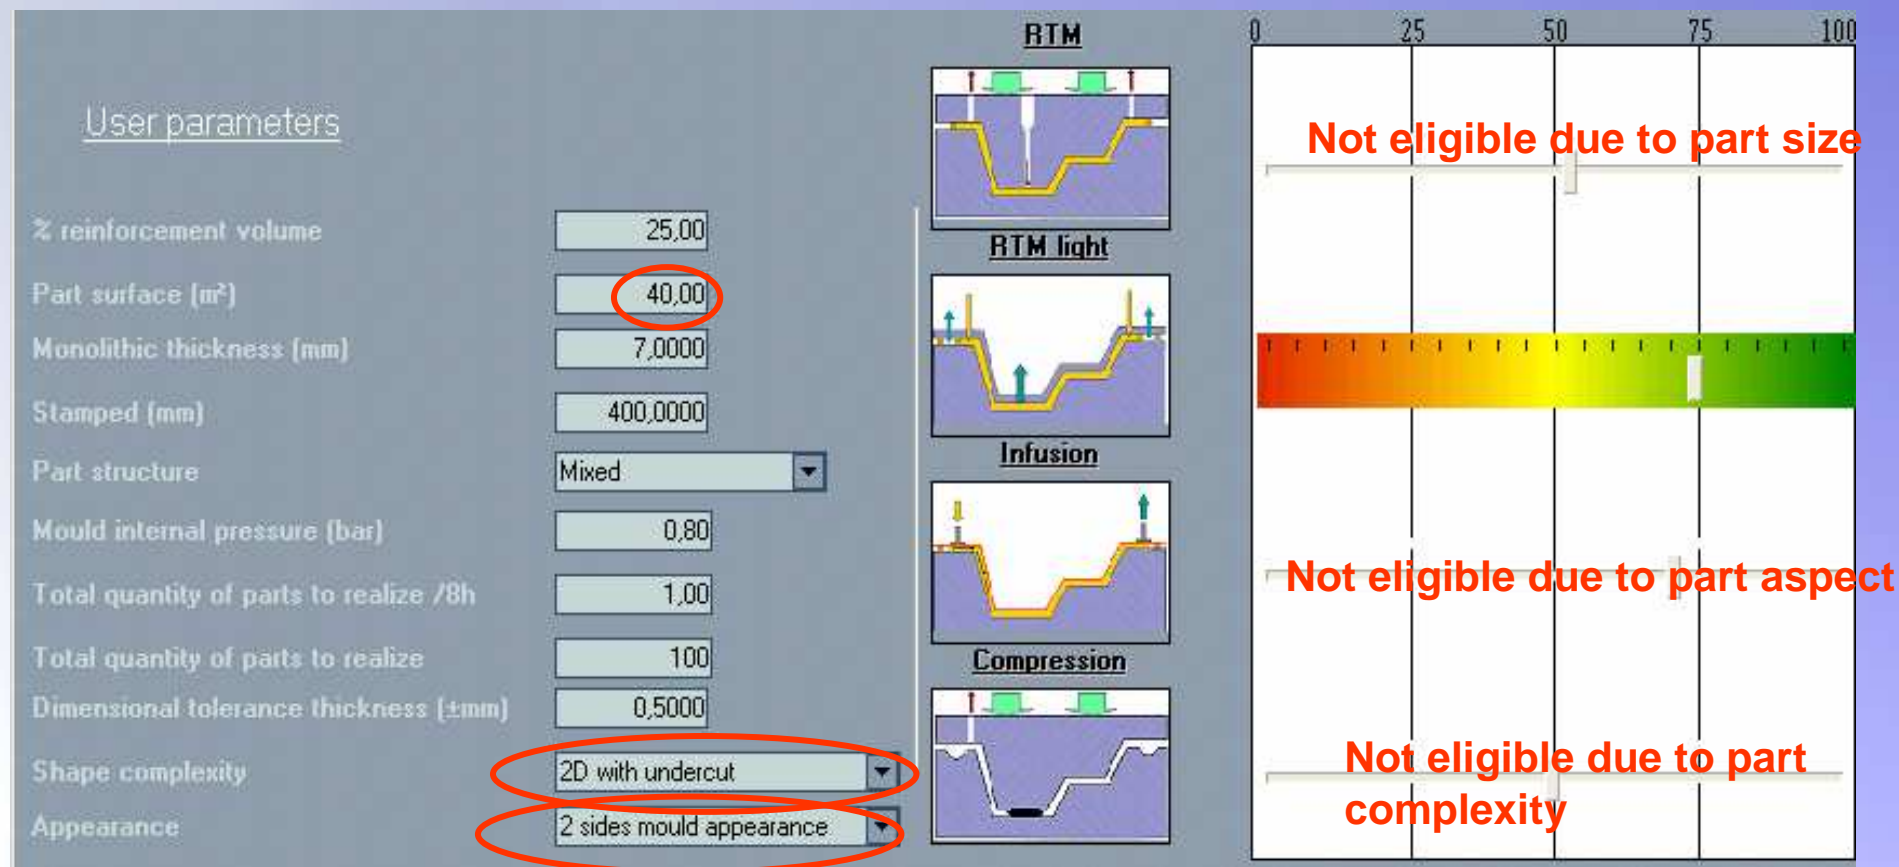 User parameters
% reinforcement volume 25,00
Part surface (m²) 40,00
Monolithic thickness (mm) 7,0000
Stamped (mm) 400,0000
Part structure Mixed
Mould internal pressure (bar) 0,80
Total quantity of parts to realize /8h 1,00
Total quantity of parts to realize 100
Dimensional tolerance thickness (±mm) 0,5000
Shape complexity 2D with undercut
Appearance 2 sides mould appearance
RTM
RTM light
Infusion
Compression
0 25 50 75 100
Not eligible due to part size
Not eligible due to part aspect
Not eligible due to part
complexity